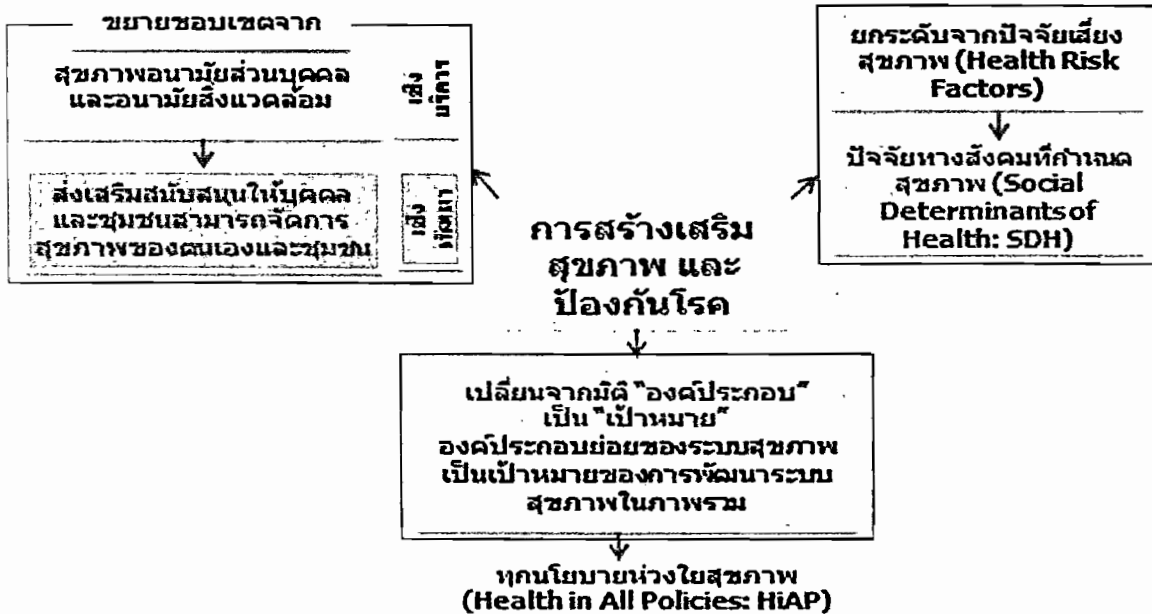 ขยายขอบเขตจาก
สุขภาพอนามัยส่วนบุคคล
และอนามัยสิ่งแวดล้อม
เชิง
บริการ
ส่งเสริมสนับสนุนให้บุคคล
และชุมชนสามารถจัดการ
สุขภาพของตนเองและชุมชน
เชิง
พัฒนา
ยกระดับจากปัจจัยเสี่ยง
สุขภาพ (Health Risk
Factors)
ปัจจัยทางสังคมที่กำหนด
สุขภาพ (Social
Determinants of
Health: SDH)
การสร้างเสริม
สุขภาพ และ
ป้องกันโรค
เปลี่ยนจากมิติ "องค์ประกอบ"
เป็น "เป้าหมาย"
องค์ประกอบย่อยของระบบสุขภาพ
เป็นเป้าหมายของการพัฒนาระบบ
สุขภาพในภาพรวม
ทุกนโยบายห่วงใยสุขภาพ
(Health in All Policies: HiAP)